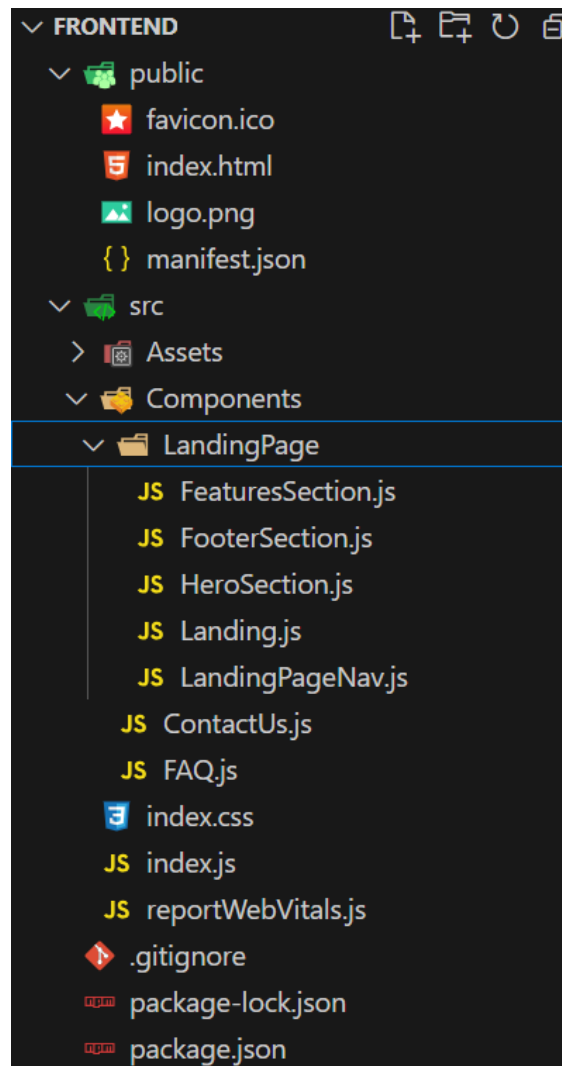 FRONTEND
public
favicon.ico
index.html
logo.png
{ } manifest.json
src
Assets
Components
LandingPage
JS FeaturesSection.js
JS FooterSection.js
JS HeroSection.js
JS Landing.js
JS LandingPageNav.js
JS ContactUs.js
JS FAQ.js
index.css
JS index.js
JS reportWebVitals.js
.gitignore
package-lock.json
package.json